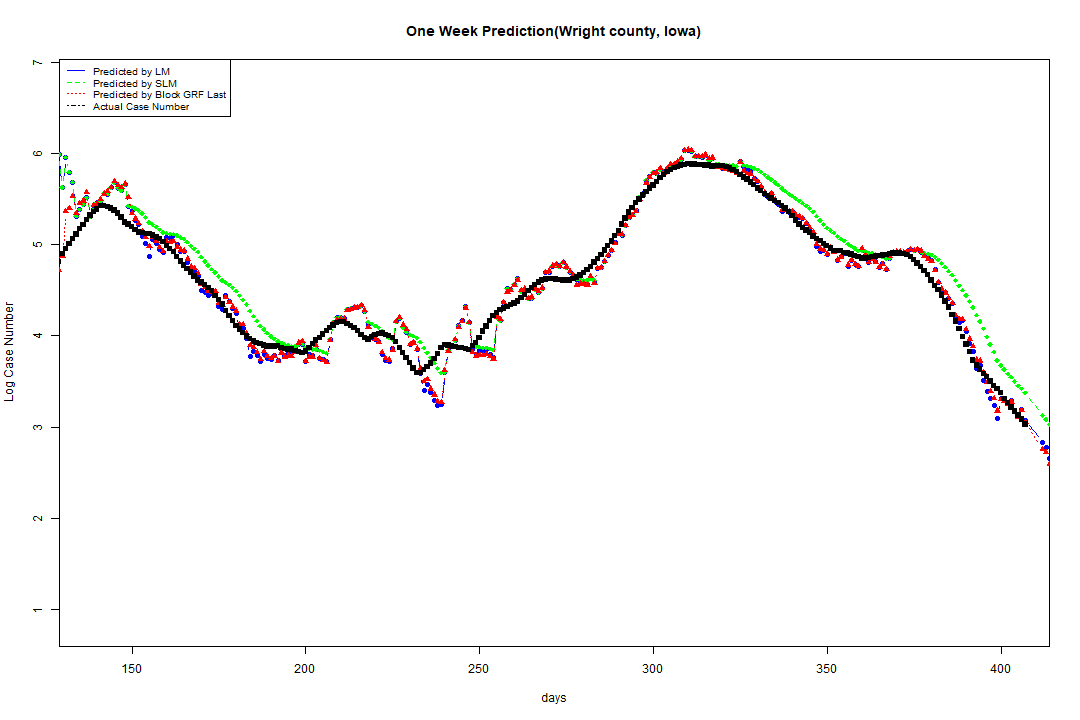 One Week Prediction(Wright county, Iowa)
Predicted by LM
Predicted by SLM
Predicted by Block GRF Last
Actual Case Number
7
6
5
4
3
2
1
Log Case Number
150 200 250 300 350 400
days